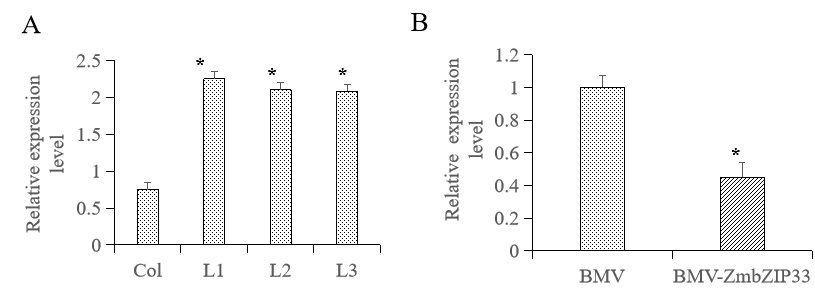 A
Relative expression
level
2.5
2
1.5
1
0.5
0
*
*
*
Col
L1
L2
L3
B
Relative expression
level
1.2
1
0.8
0.6
0.4
0.2
0
*
BMV
BMV-ZmbZIP33